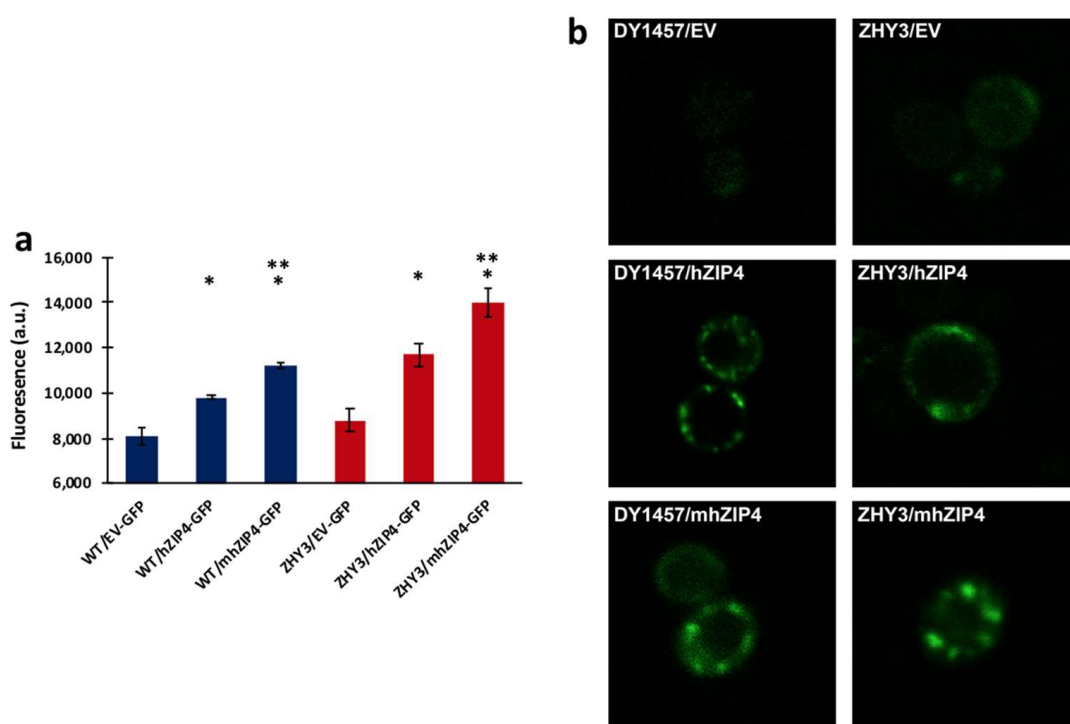 a
16,000
14,000
12,000
10,000
8,000
6,000
Fluoresence (a.u.)
*
**
*
*
**
*
WT/EV-GFP
WT/hZIP4-GFP
WT/mhZIP4-GFP
ZHY3/EV-GFP
ZHY3/hZIP4-GFP
ZHY3/mhZIP4-GFP
b
DY1457/EV
ZHY3/EV
DY1457/hZIP4
ZHY3/hZIP4
DY1457/mhZIP4
ZHY3/mhZIP4